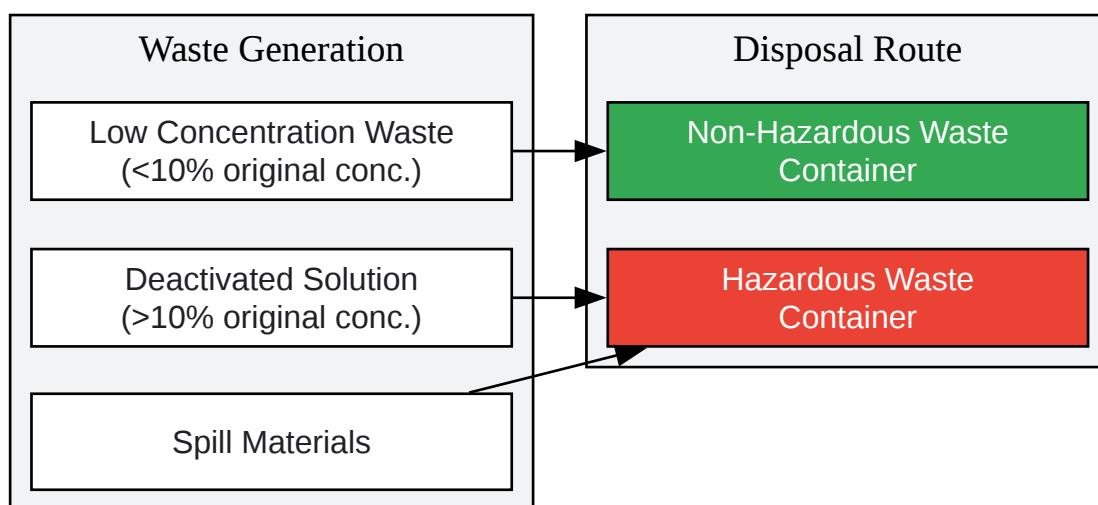 Waste Generation
Low Concentration Waste
(<10% original conc.)
Deactivated Solution
(>10% original conc.)
Spill Materials
Disposal Route
Non-Hazardous Waste
Container
Hazardous Waste
Container